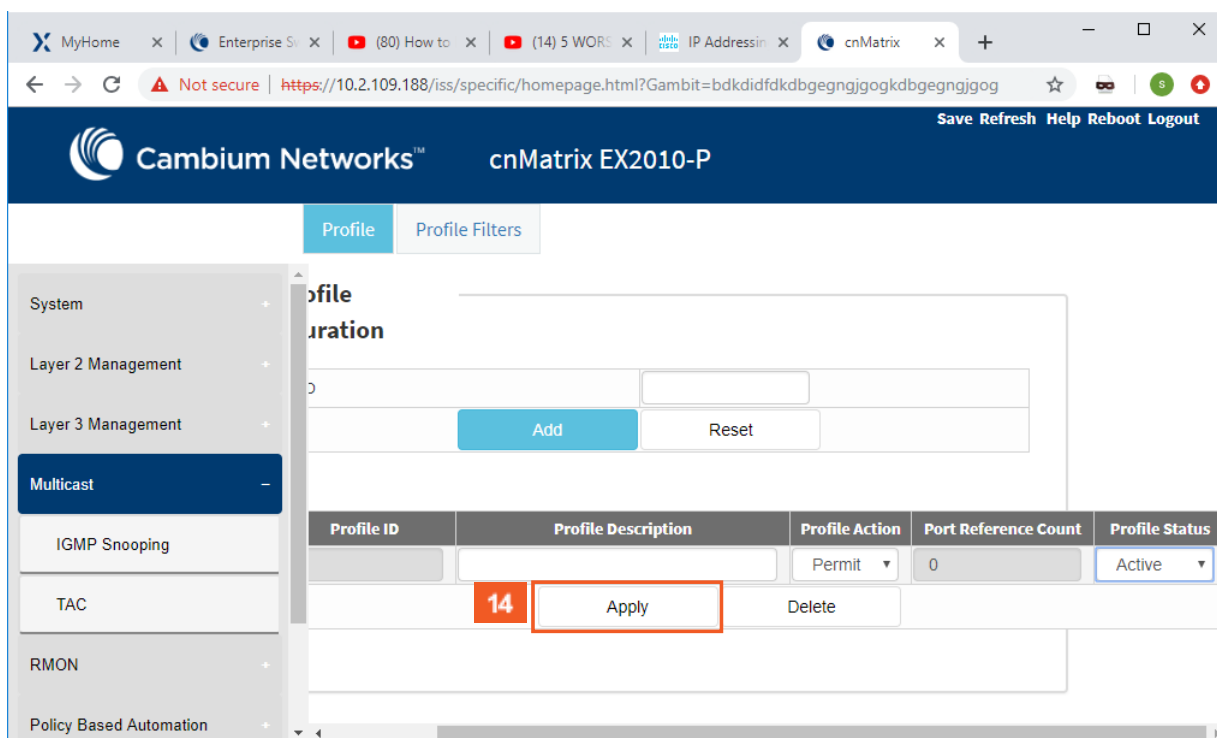 MyHome
Enterprise Sw
(80) How to
(14) 5 WORS
IP Addressin
cnMatrix
Not secure | https://10.2.109.188/iss/specific/homepage.html?Gambit=bdkdidfdkdbgegngjgogkdbgegngjgog
S
Save Refresh Help Reboot Logout
Cambium Networks™ cnMatrix EX2010-P
Profile Profile Filters
System +
ofile
uration
Layer 2 Management +
Layer 3 Management +
Add Reset
Multicast –
Profile ID Profile Description Profile Action Port Reference Count Profile Status
IGMP Snooping
Permit 0 Active
TAC
14 Apply Delete
RMON +
Policy Based Automation +